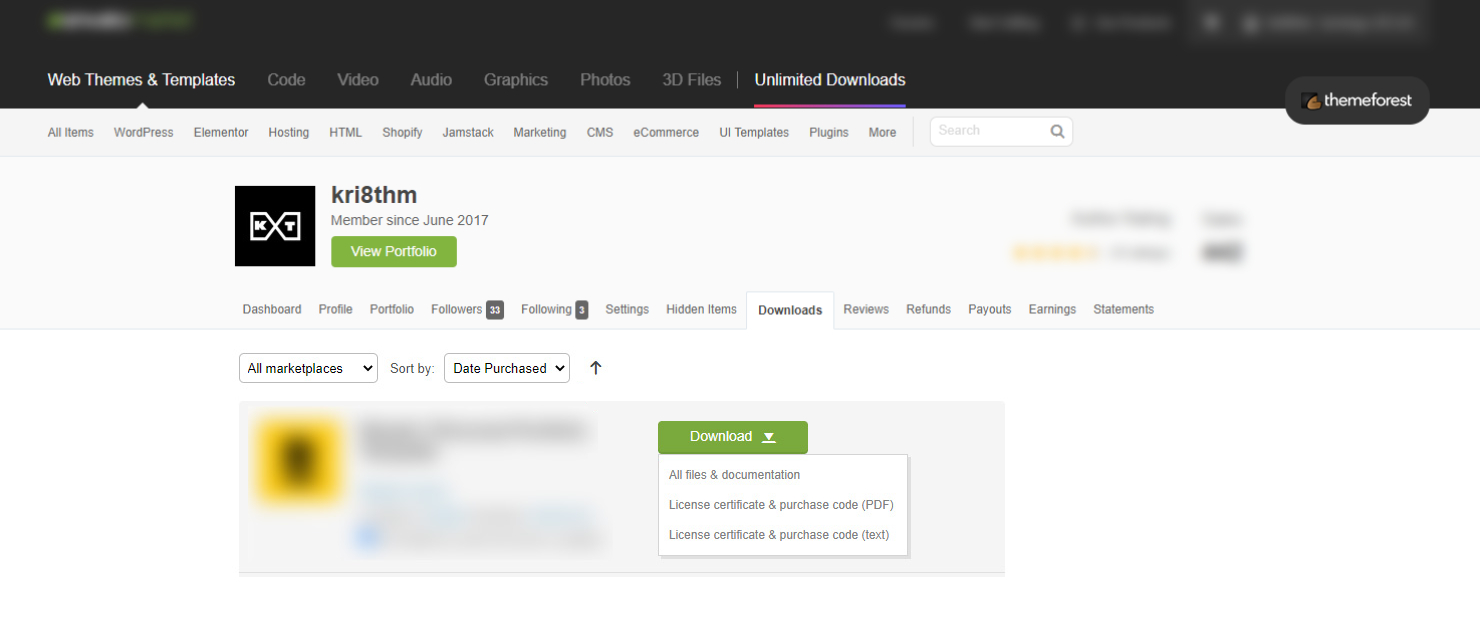 Web Themes & Templates Code Video Audio Graphics Photos 3D Files Unlimited Downloads
themeforest
All Items WordPress Elementor Hosting HTML Shopify Jamstack Marketing CMS eCommerce UI Templates Plugins More Search
KXT
kri8thm
Member since June 2017
View Portfolio
Dashboard Profile Portfolio Followers 33 Following 3 Settings Hidden Items Downloads Reviews Refunds Payouts Earnings Statements
All marketplaces Sort by: Date Purchased
Download
All files & documentation
License certificate & purchase code (PDF)
License certificate & purchase code (text)